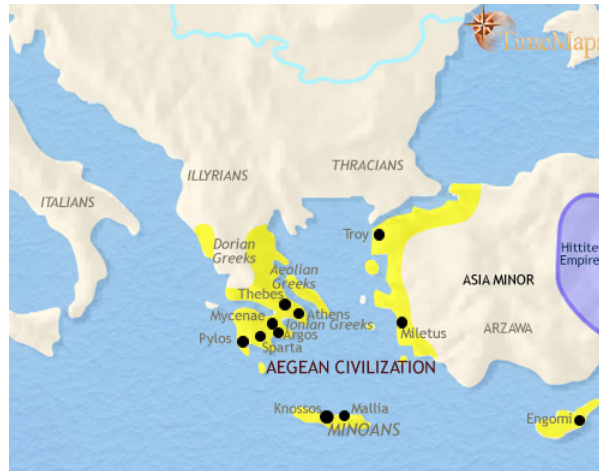 TimeMaps
THRACIANS
ILLYRIANS
ITALIANS
Troy
Dorian
Greeks
Hittite
Empire
Aeolian
Greeks
ASIA MINOR
Thebes
Mycenae
Athens
Ionian Greeks
Miletus
ARZAWA
Pylos
Argos
Sparta
AEGEAN CIVILIZATION
Knossos
Mallia
MINOANS
Engomi